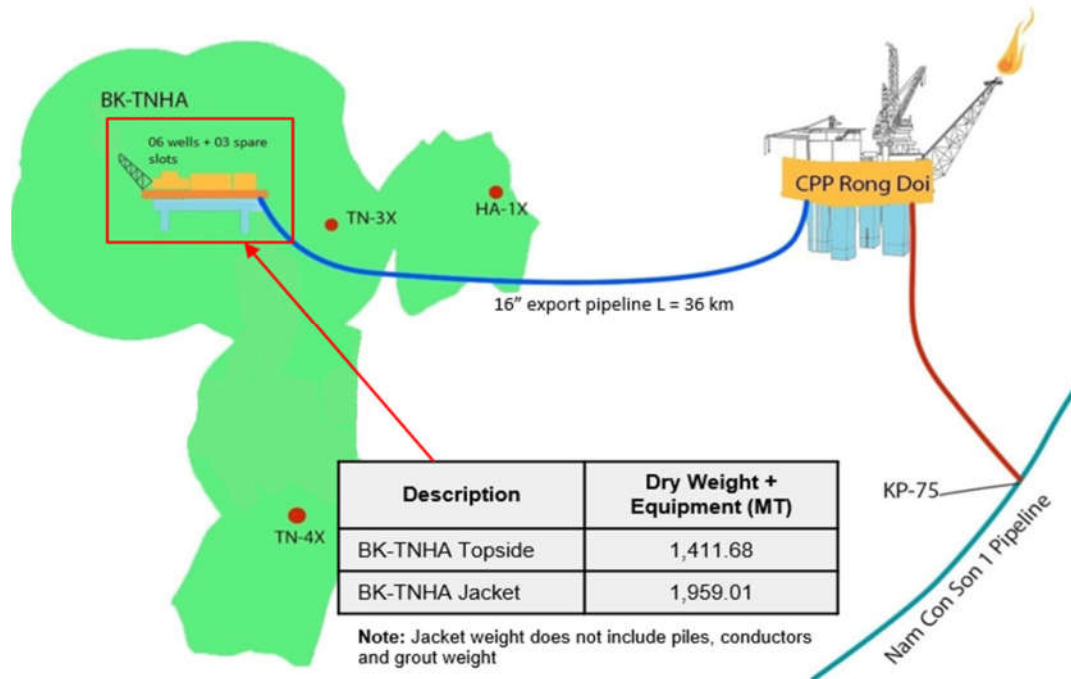 BK-TNHA
06 wells + 03 spare
slots
TN-3X
HA-1X
CPP Rong Doi
16” export pipeline L = 36 km
KP-75
Nam Con Son 1 Pipeline
TN-4X
Description
Dry Weight +
Equipment (MT)
BK-TNHA Topside
1,411.68
BK-TNHA Jacket
1,959.01
Note: Jacket weight does not include piles, conductors
and grout weight